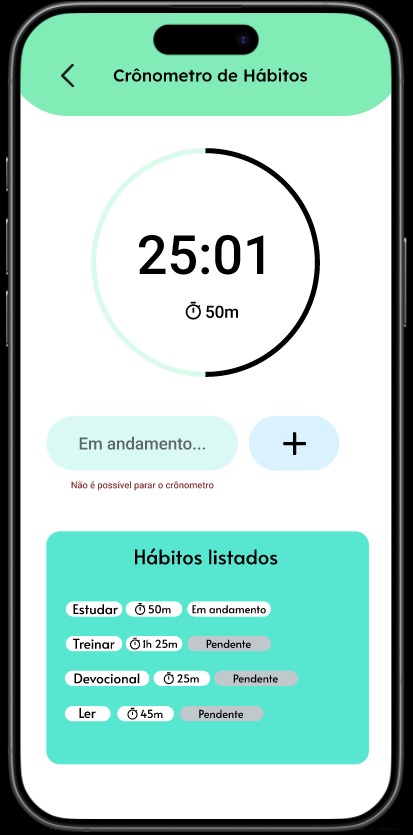 Crônometro de Hábitos
25:01
50m
Em andamento...
+
Não é possível parar o crônometro
Hábitos listados
Estudar 50m Em andamento
Treinar 1h 25m Pendente
Devocional 25m Pendente
Ler 45m Pendente